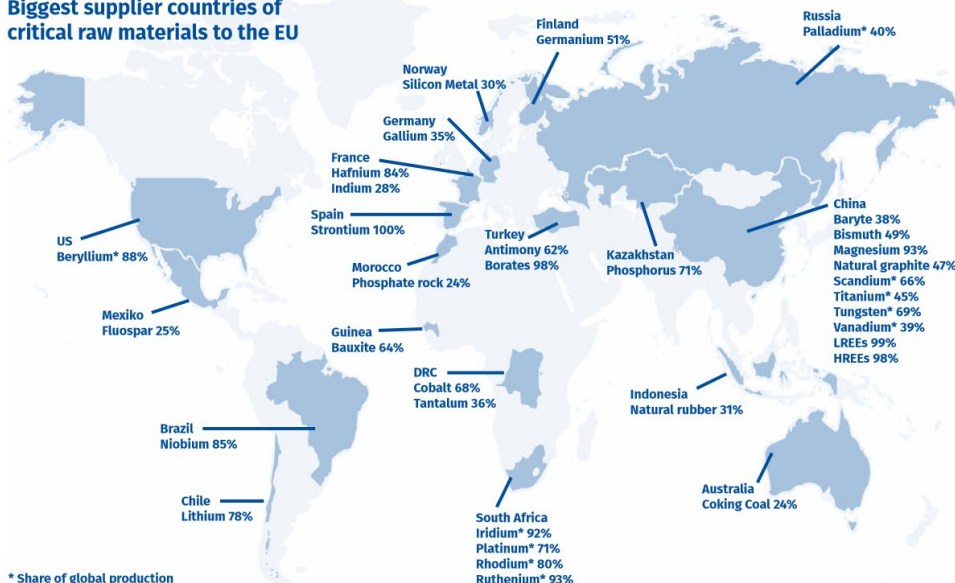 Biggest supplier countries of
critical raw materials to the EU
Russia
Palladium* 40%
Finland
Germanium 51%
Norway
Silicon Metal 30%
Germany
Gallium 35%
France
Hafnium 84%
Indium 28%
Spain
Strontium 100%
US
Beryllium* 88%
Morocco
Phosphate rock 24%
Turkey
Antimony 62%
Borates 98%
Kazakhstan
Phosphorus 71%
China
Baryte 38%
Bismuth 49%
Magnesium 93%
Natural graphite 47%
Scandium* 66%
Titanium* 45%
Tungsten* 69%
Vanadium* 39%
LREEs 99%
HREEs 98%
Mexiko
Fluospar 25%
Guinea
Bauxite 64%
DRC
Cobalt 68%
Tantalum 36%
Indonesia
Natural rubber 31%
Brazil
Niobium 85%
Chile
Lithium 78%
Australia
Coking Coal 24%
South Africa
Iridium* 92%
Platinum* 71%
Rhodium* 80%
Ruthenium* 93%
* Share of global production